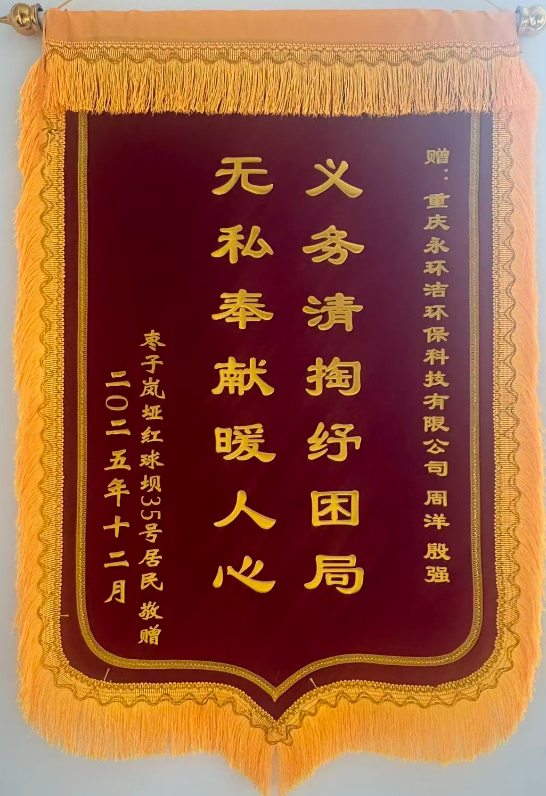 赠：重庆永环洁环保科技有限公司 周洋 殷强
义务清掏纾困局
无私奉献暖人心
枣子岚垭红球坝35号居民 敬赠
二〇二五年十二月